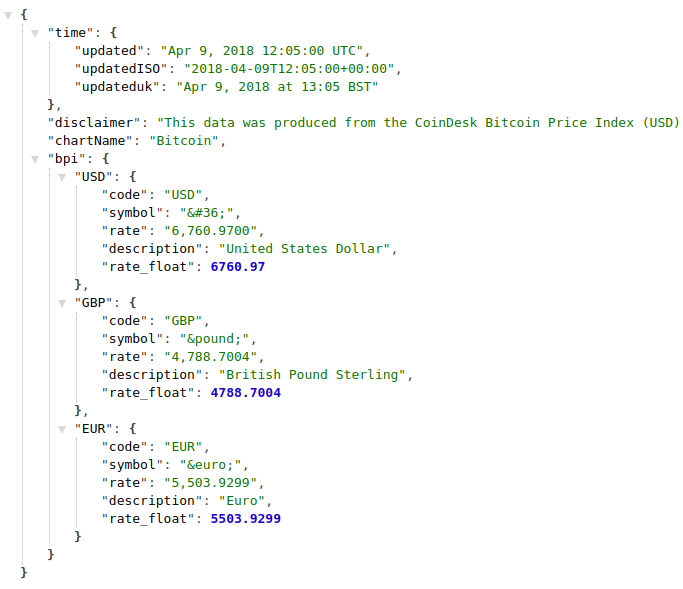 {
"time": {
"updated": "Apr 9, 2018 12:05:00 UTC",
"updatedISO": "2018-04-09T12:05:00+00:00",
"updateduk": "Apr 9, 2018 at 13:05 BST"
},
"disclaimer": "This data was produced from the CoinDesk Bitcoin Price Index (USD)
"chartName": "Bitcoin",
"bpi": {
"USD": {
"code": "USD",
"symbol": "&#36;",
"rate": "6,760.9700",
"description": "United States Dollar",
"rate_float": 6760.97
},
"GBP": {
"code": "GBP",
"symbol": "&pound;",
"rate": "4,788.7004",
"description": "British Pound Sterling",
"rate_float": 4788.7004
},
"EUR": {
"code": "EUR",
"symbol": "&euro;",
"rate": "5,503.9299",
"description": "Euro",
"rate_float": 5503.9299
}
}
}